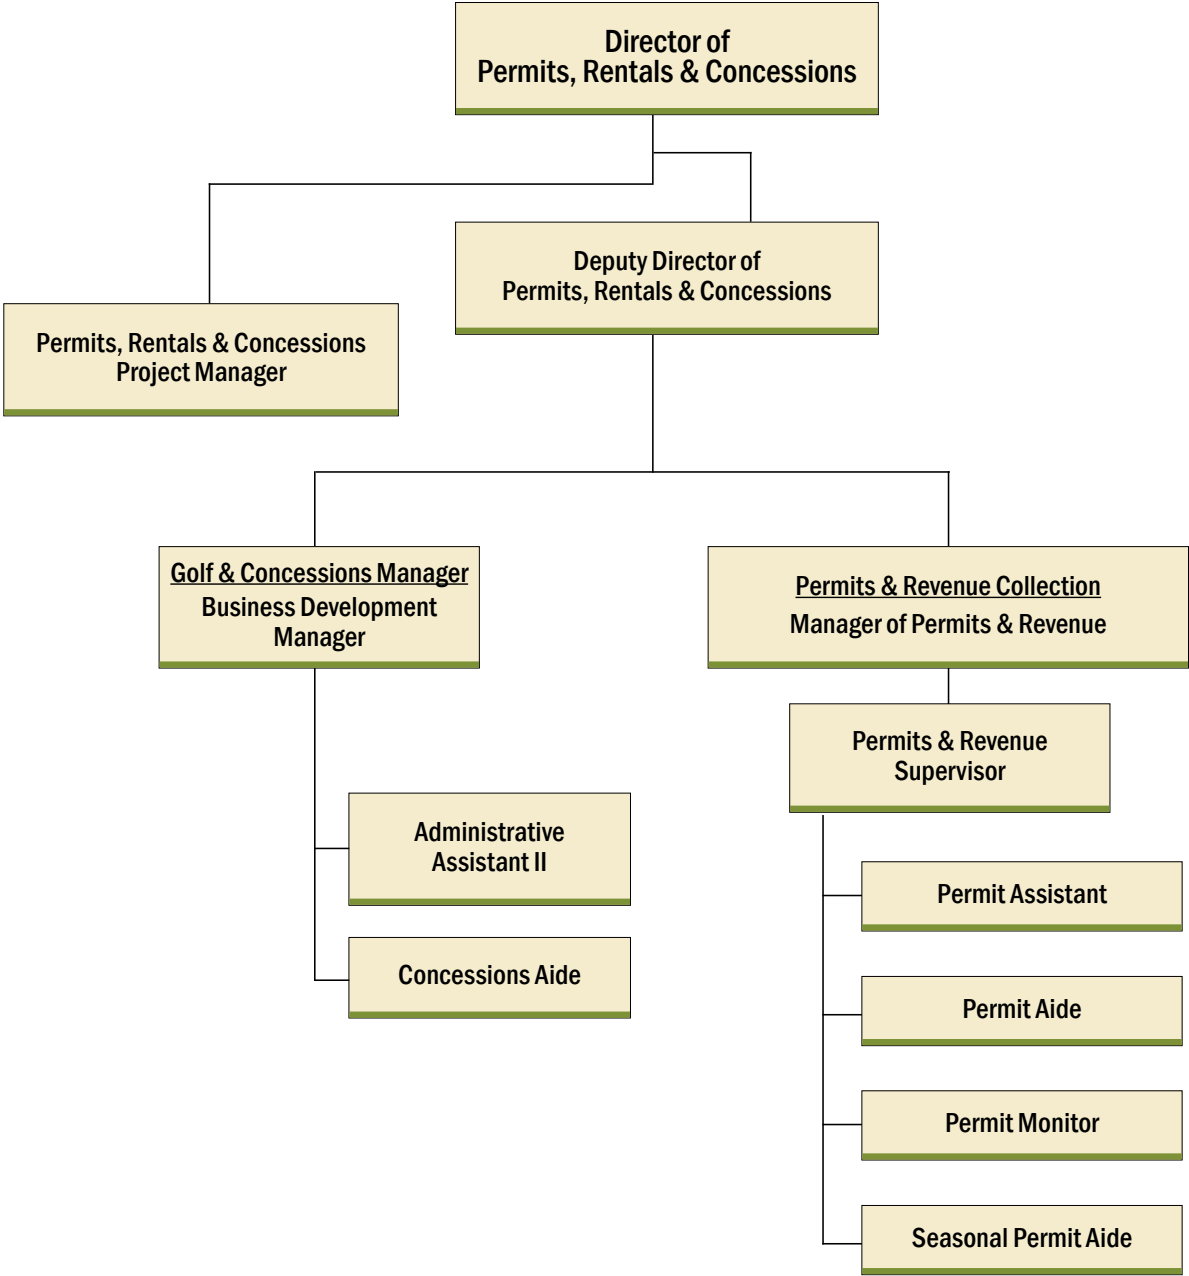 Director of
Permits, Rentals & Concessions
Deputy Director of
Permits, Rentals & Concessions
Permits, Rentals & Concessions
Project Manager
Golf & Concessions Manager
Business Development
Manager
Permits & Revenue Collection
Manager of Permits & Revenue
Permits & Revenue
Supervisor
Administrative
Assistant II
Concessions Aide
Permit Assistant
Permit Aide
Permit Monitor
Seasonal Permit Aide